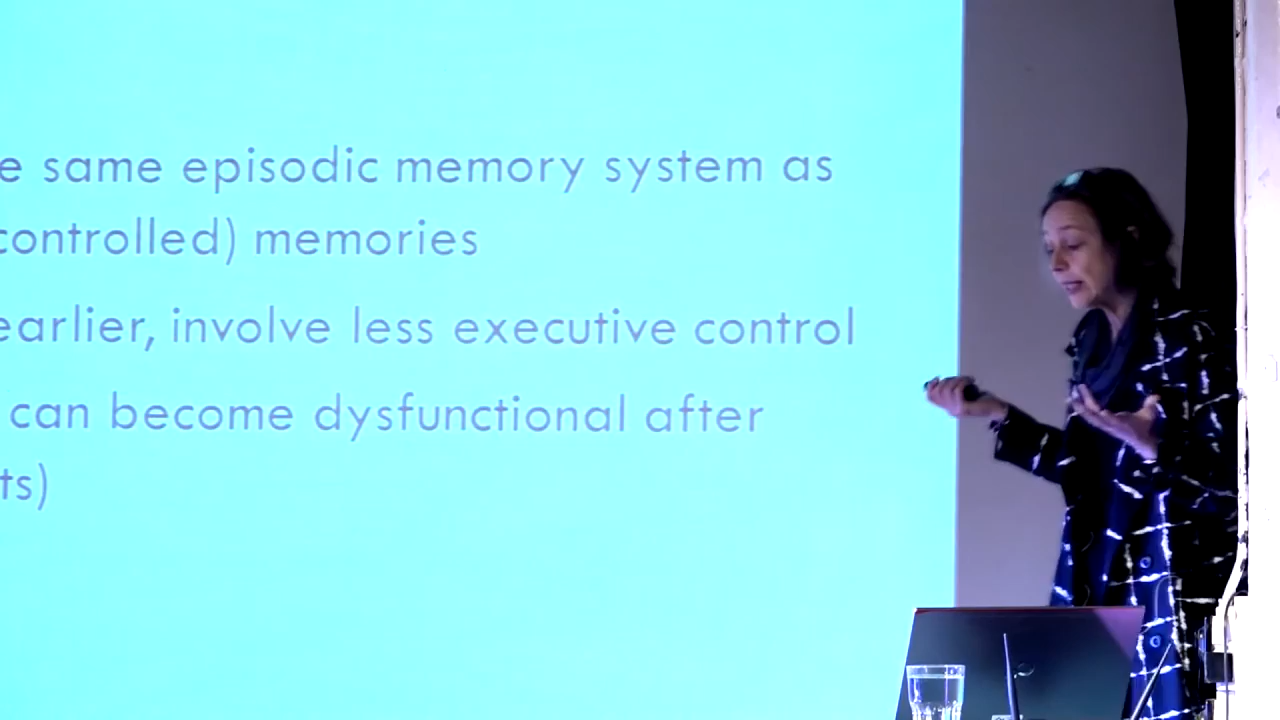 e same episodic memory system as
controlled) memories
earlier, involve less executive control
can become dysfunctional after
ts)